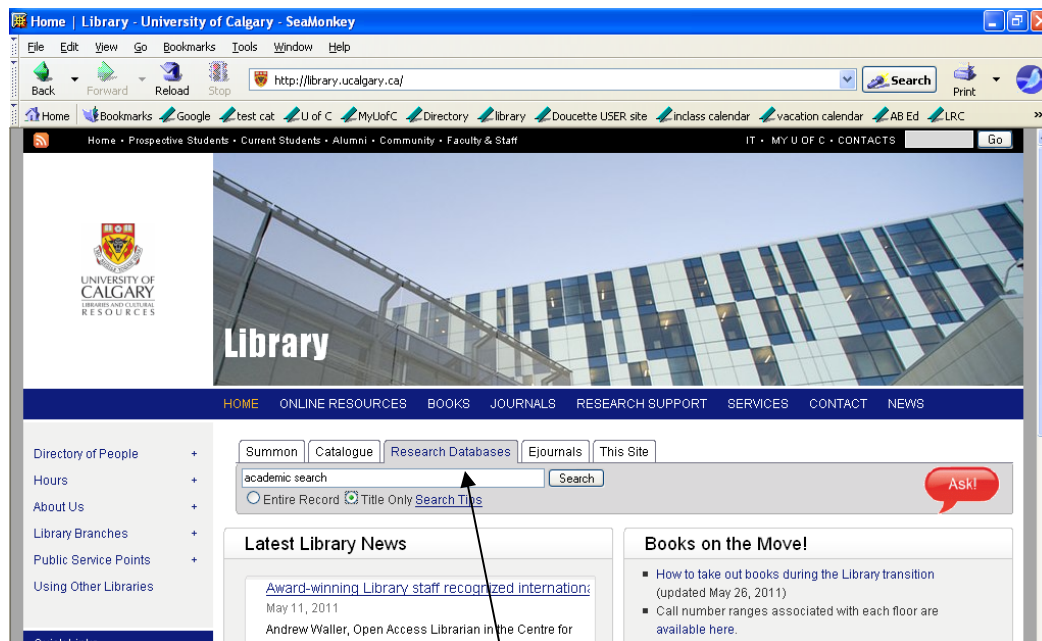 Home | Library - University of Calgary - SeaMonkey
File Edit View Go Bookmarks Tools Window Help
Back Forward Reload Stop http://library.ucalgary.ca/ Search Print
Home Bookmarks Google test cat U of C MyUofC Directory library Doucette USER site inclass calendar vacation calendar AB Ed LRC »
Home • Prospective Students • Current Students • Alumni • Community • Faculty & Staff IT • MY U OF C • CONTACTS Go
UNIVERSITY OF
CALGARY
LIBRARIES AND CULTURAL
RESOURCES
Library
HOME ONLINE RESOURCES BOOKS JOURNALS RESEARCH SUPPORT SERVICES CONTACT NEWS
Directory of People +
Hours +
About Us +
Library Branches +
Public Service Points +
Using Other Libraries
Summon Catalogue Research Databases Ejournals This Site
academic search Search
Entire Record Title Only Search Tips
Ask!
Latest Library News
Award-winning Library staff recognized internationa
May 11, 2011
Andrew Waller, Open Access Librarian in the Centre for
Books on the Move!
How to take out books during the Library transition
(updated May 26, 2011)
Call number ranges associated with each floor are
available here.